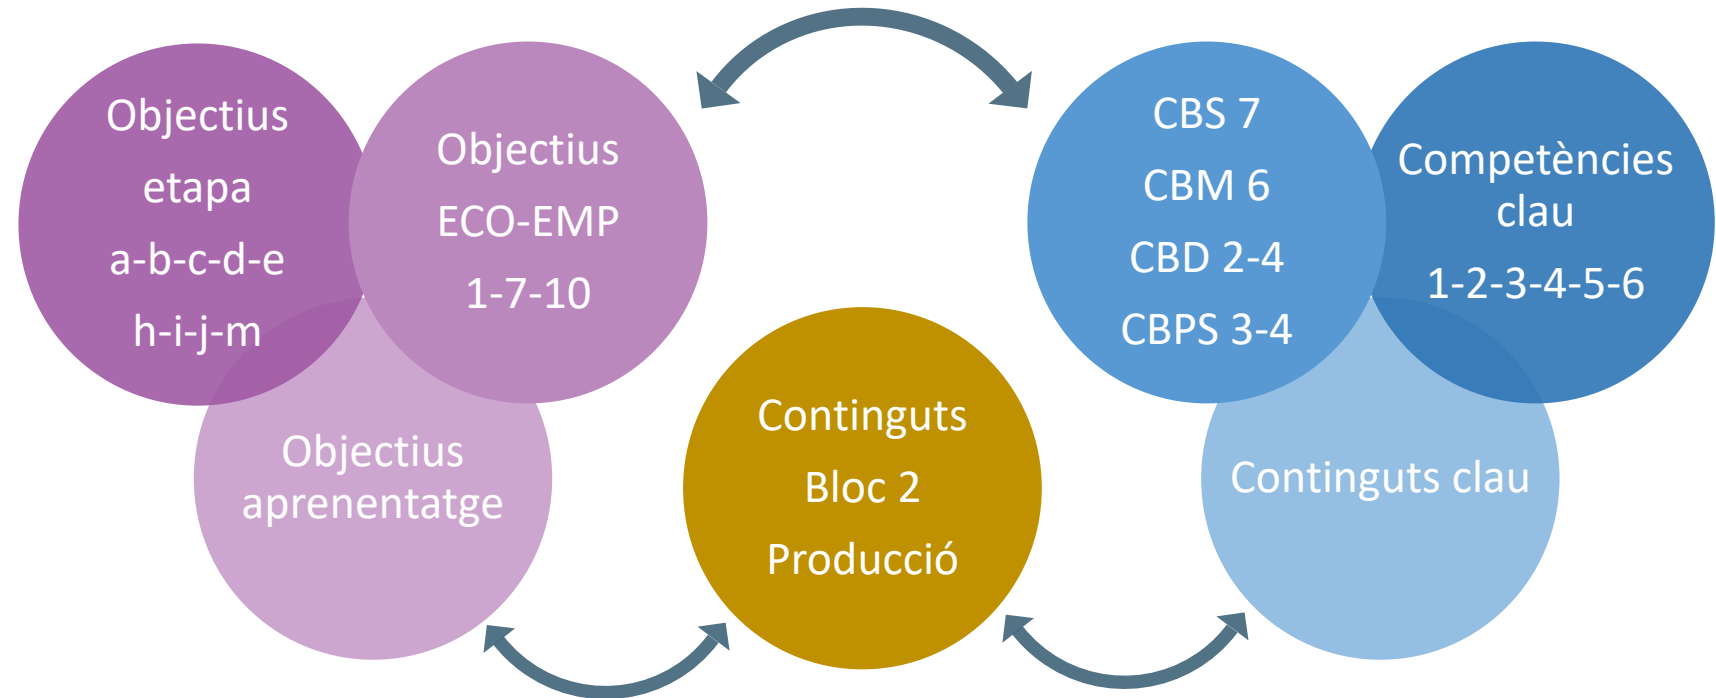 Objectius
etapa
a-b-c-d-e
h-i-j-m
Objectius
ECO-EMP
1-7-10
Objectius
aprenentatge
Continguts
Bloc 2
Producció
CBS 7
CBM 6
CBD 2-4
CBPS 3-4
Competències
clau
1-2-3-4-5-6
Continguts clau